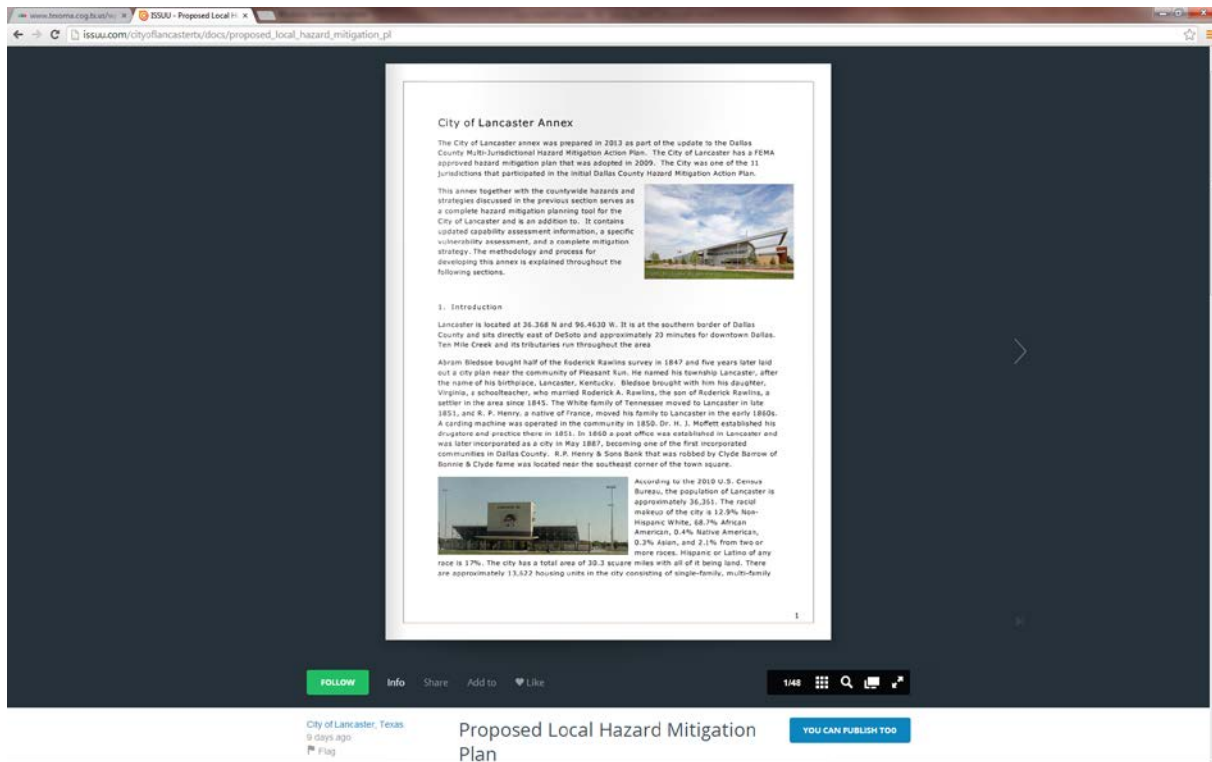 www.texoma.cog.tx.us/
ISSUU - Proposed Local H
issuu.com/cityoflancastertx/docs/proposed_local_hazard_mitigation_pl
City of Lancaster Annex
The City of Lancaster annex was prepared in 2013 as part of the update to the Dallas
County Multi-Jurisdictional Hazard Mitigation Action Plan. The City of Lancaster has a FEMA
approved hazard mitigation plan that was adopted in 2009. The City was one of the 11
jurisdictions that participated in the initial Dallas County Hazard Mitigation Action Plan.
This annex together with the countywide hazards and
strategies discussed in the previous section serves as
a complete hazard mitigation planning tool for the
City of Lancaster and is an addition to. It contains
updated capability assessment information, a specific
vulnerability assessment, and a complete mitigation
strategy. The methodology and process for
developing this annex is explained throughout the
following sections.
1. Introduction
Lancaster is located at 36.368 N and 96.4630 W. It is at the southern border of Dallas
County and sits directly east of DeSoto and approximately 20 minutes for downtown Dallas.
Ten Mile Creek and its tributaries run throughout the area
Abram Bledsoe bought half of the Roderick Rawlins survey in 1847 and five years later laid
out a city plan near the community of Pleasant Run. He named his township Lancaster, after
the name of his birthplace, Lancaster, Kentucky. Bledsoe brought with him his daughter,
Virginia, a schoolteacher, who married Roderick A. Rawlins, the son of Roderick Rawlins, a
settler in the area since 1845. The White family of Tennessee moved to Lancaster in late
1851, and R. P. Henry, a native of France, moved his family to Lancaster in the early 1860s.
A carding machine was operated in the community in 1850. Dr. H. J. Moffett established his
drugstore and practice there in 1851. In 1860 a post office was established in Lancaster and
was later incorporated as a city in May 1887, becoming one of the first incorporated
communities in Dallas County. R.P. Henry & Sons Bank that was robbed by Clyde Barrow of
Bonnie & Clyde fame was located near the southeast corner of the town square.
According to the 2010 U.S. Census
Bureau, the population of Lancaster is
approximately 36,361. The racial
makeup of the city is 12.9% Non-
Hispanic White, 68.7% African
American, 0.4% Native American,
0.3% Asian, and 2.1% from two or
more races. Hispanic or Latino of any
race is 17%. The city has a total area of 30.3 square miles with all of it being land. There
are approximately 13,622 housing units in the city consisting of single-family, multi-family
1
FOLLOW Info Share Add to Like
1/48
City of Lancaster, Texas
9 days ago
Flag
Proposed Local Hazard Mitigation
Plan
YOU CAN PUBLISH TOO